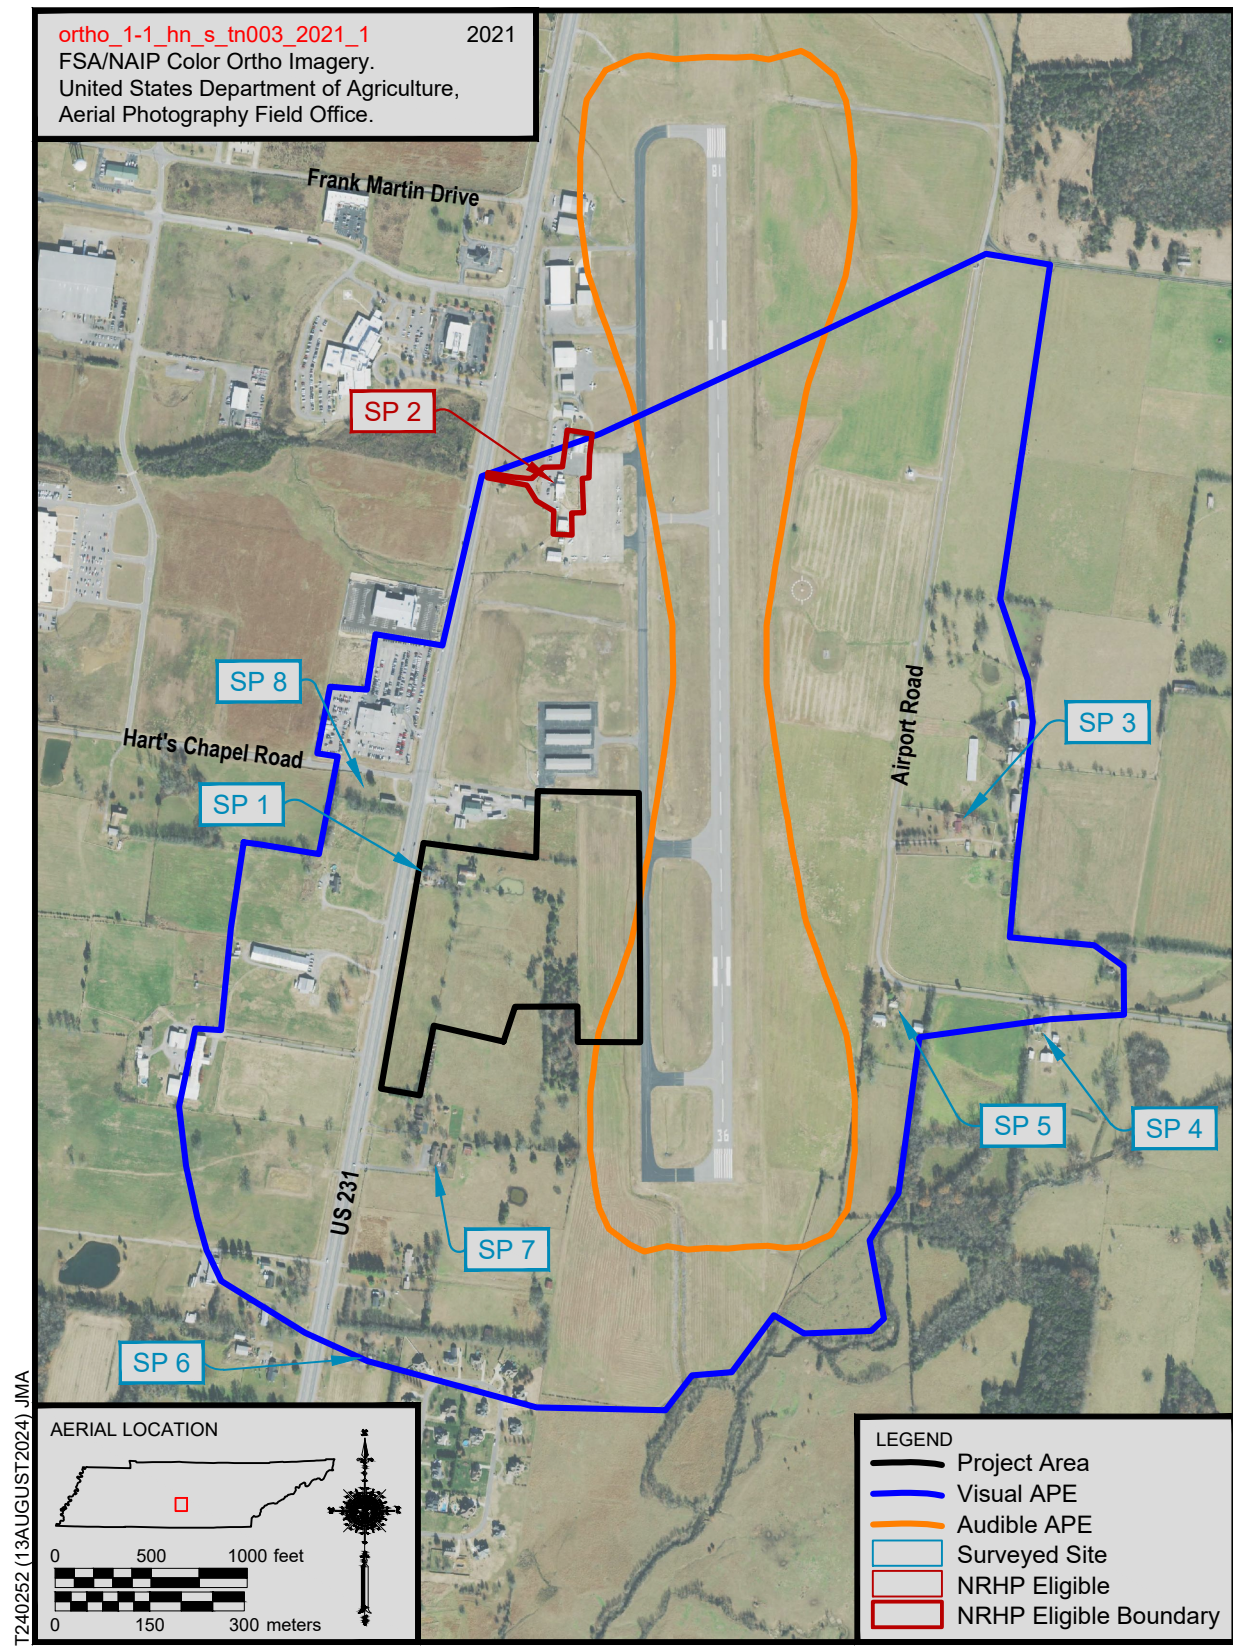 ortho_1-1_hn_s_tn003_2021_1 2021
FSA/NAIP Color Ortho Imagery.
United States Department of Agriculture,
Aerial Photography Field Office.
Frank Martin Drive
18
SP 2
SP 8
Hart's Chapel Road
SP 1
Airport Road
SP 3
SP 5
SP 4
36
US 231
SP 7
SP 6
T240252 (13AUGUST2024) JMA
AERIAL LOCATION
0 500 1000 feet
0 150 300 meters
LEGEND
Project Area
Visual APE
Audible APE
Surveyed Site
NRHP Eligible
NRHP Eligible Boundary